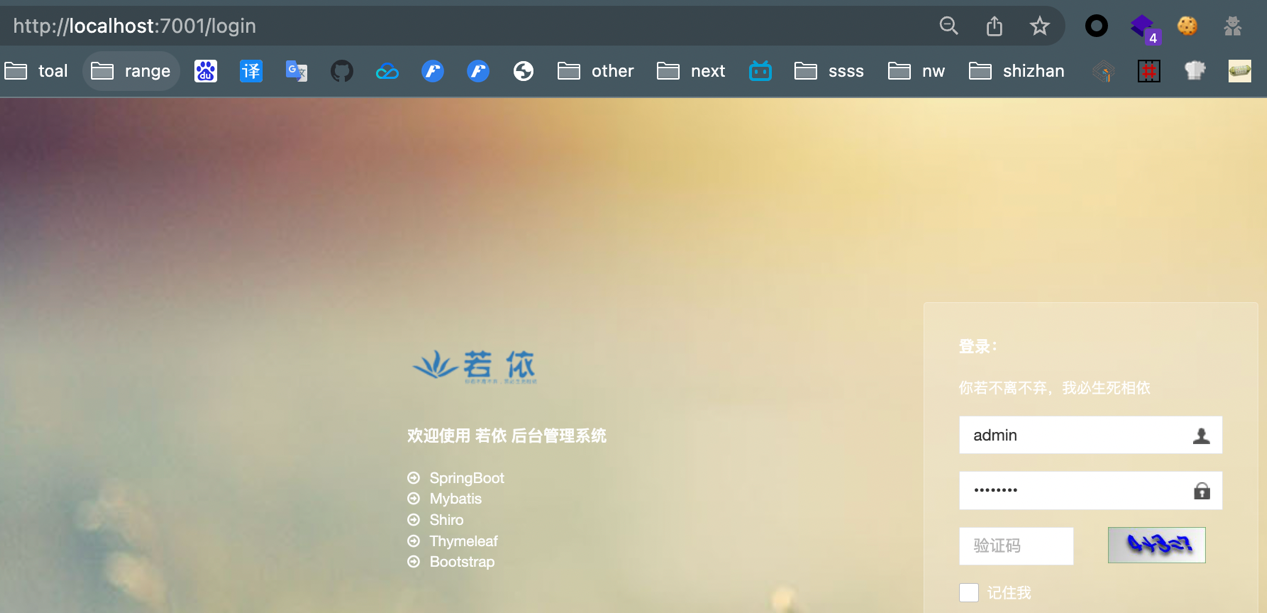 http://localhost:7001/login
4
toal range 译 other next ssss nw shizhan
若依
登录：
你若不离不弃，我必生死相依
admin
欢迎使用 若依 后台管理系统
SpringBoot
Mybatis
Shiro
Thymeleaf
Bootstrap
••••••••
验证码
记住我